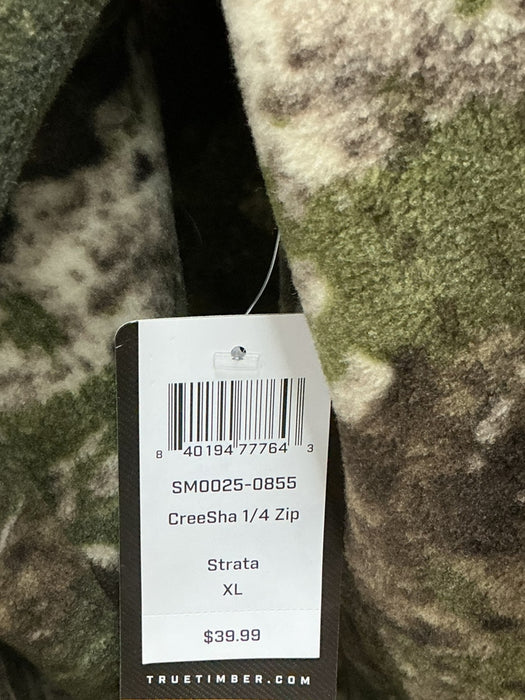 8 40194 77764 3
SM0025-0855
CreeSha 1/4 Zip
Strata
XL
$39.99
TRUETIMBER.COM